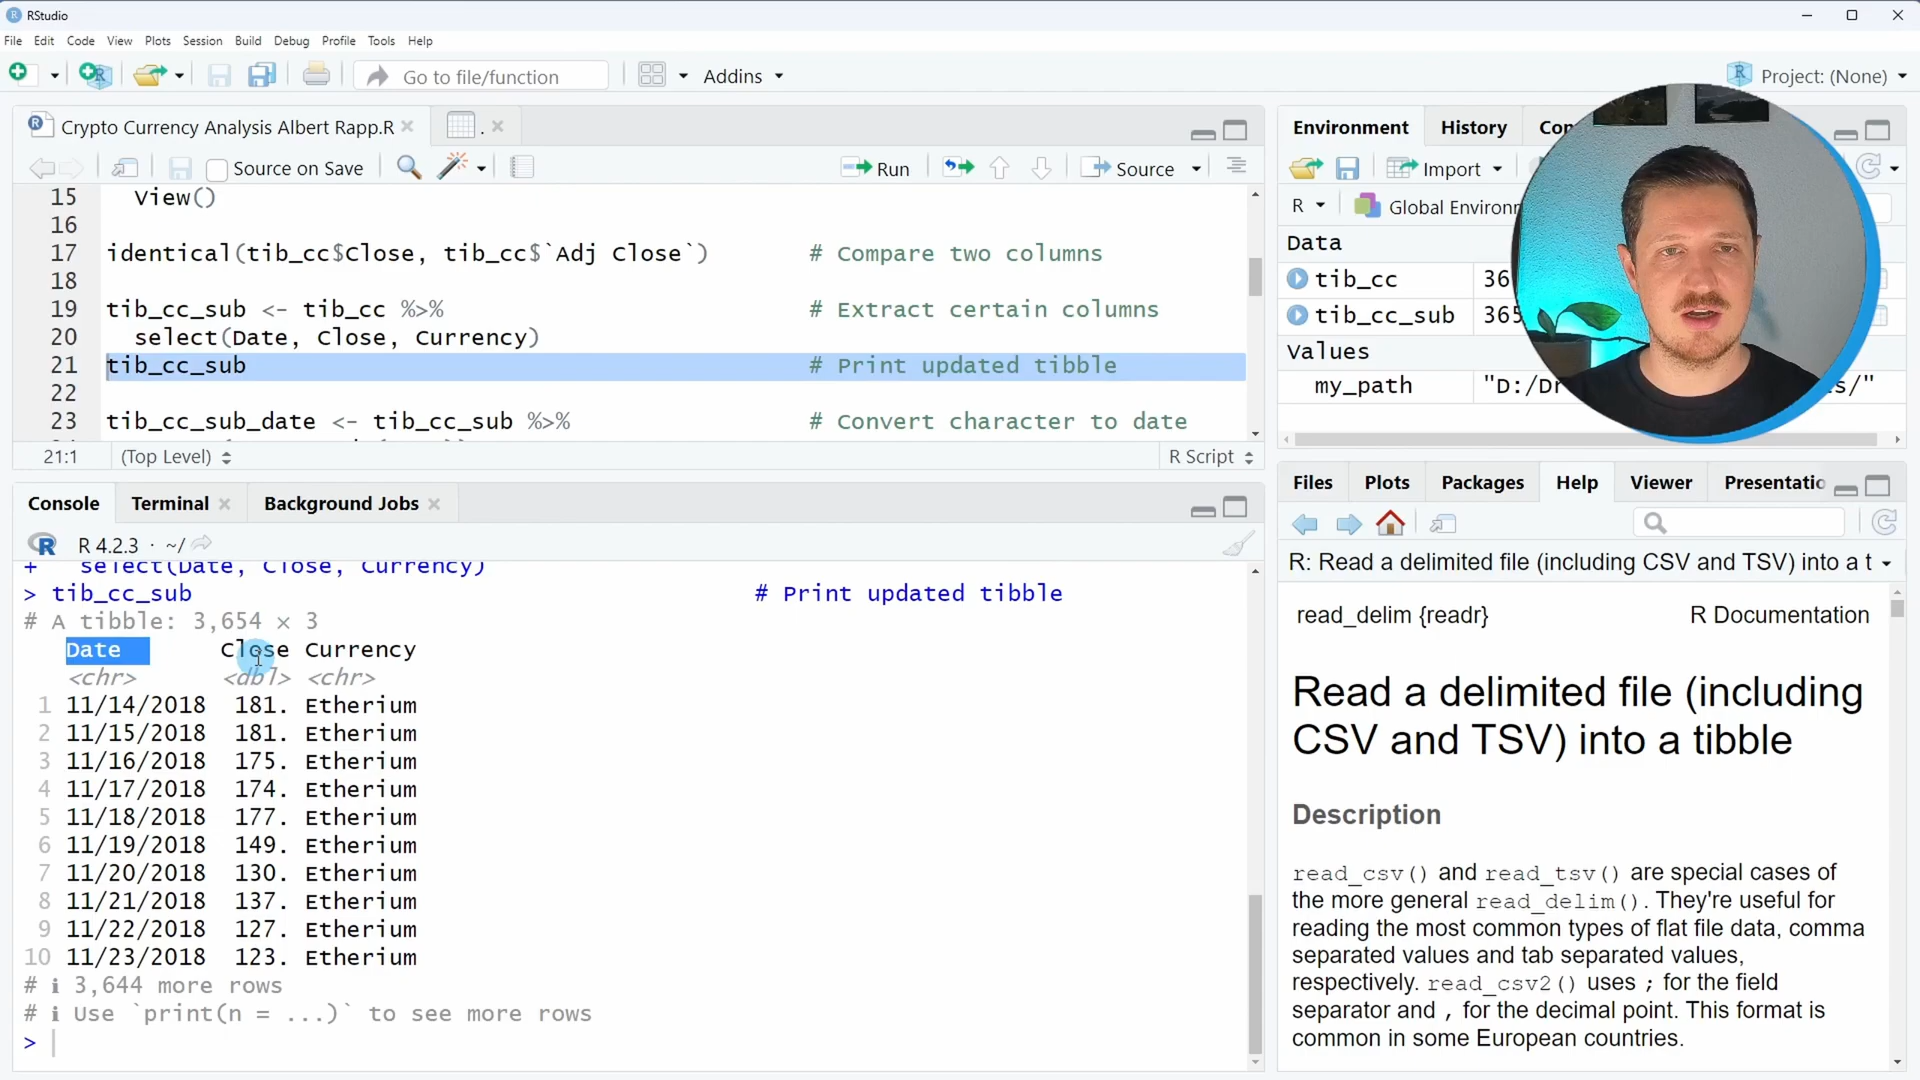 RStudio
File Edit Code View Plots Session Build Debug Profile Tools Help
Go to file/function Addins Project: (None)
Crypto Currency Analysis Albert Rapp.R .
Source on Save Run Source
15 View()
16
17 identical(tib_cc$Close, tib_cc$`Adj Close`) # Compare two columns
18
19 tib_cc_sub <- tib_cc %>% # Extract certain columns
20 select(Date, Close, Currency)
21 tib_cc_sub # Print updated tibble
22
23 tib_cc_sub_date <- tib_cc_sub %>% # Convert character to date
21:1 (Top Level) R Script
Console Terminal Background Jobs
R 4.2.3 · ~/
+ select(Date, Close, Currency)
> tib_cc_sub # Print updated tibble
# A tibble: 3,654 × 3
Date Close Currency
<chr> <dbl> <chr>
1 11/14/2018 181. Etherium
2 11/15/2018 181. Etherium
3 11/16/2018 175. Etherium
4 11/17/2018 174. Etherium
5 11/18/2018 177. Etherium
6 11/19/2018 149. Etherium
7 11/20/2018 130. Etherium
8 11/21/2018 137. Etherium
9 11/22/2018 127. Etherium
10 11/23/2018 123. Etherium
# ℹ 3,644 more rows
# ℹ Use `print(n = ...)` to see more rows
>
Environment History
Import
R Global
Data
tib_cc
tib_cc_sub
Values
my_path
Files Plots Packages Help Viewer
R: Read a delimited file (including CSV and TSV) into a t
read_delim {readr} R Documentation
Read a delimited file (including
CSV and TSV) into a tibble
Description
read_csv() and read_tsv() are special cases of
the more general read_delim(). They're useful for
reading the most common types of flat file data, comma
separated values and tab separated values,
respectively. read_csv2() uses ; for the field
separator and , for the decimal point. This format is
common in some European countries.